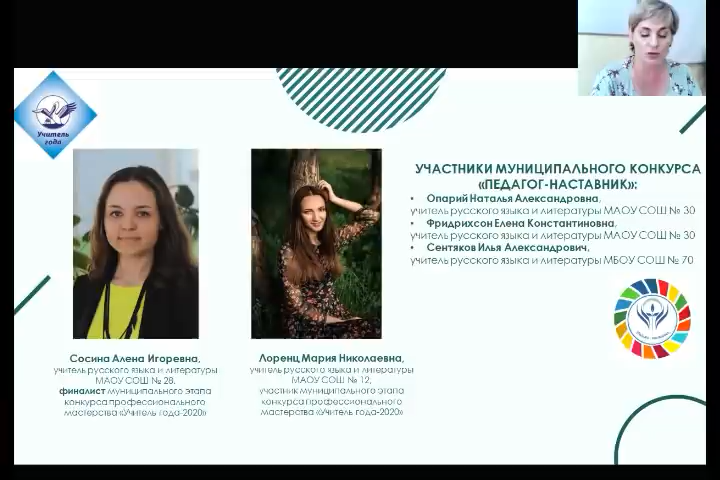 Учитель
года
УЧАСТНИКИ МУНИЦИПАЛЬНОГО КОНКУРСА
«ПЕДАГОГ-НАСТАВНИК»:
• Опарий Наталья Александровна,
учитель русского языка и литературы МАОУ СОШ № 30
• Фридрихсон Елена Константиновна,
учитель русского языка и литературы МАОУ СОШ № 30
• Сентяков Илья Александрович,
учитель русского языка и литературы МБОУ СОШ № 70
Сосина Алена Игоревна,
учитель русского языка и литературы
МАОУ СОШ № 28,
финалист муниципального этапа
конкурса профессионального
мастерства «Учитель года-2020»
Лоренц Мария Николаевна,
учитель русского языка и литературы
МАОУ СОШ № 12,
участник муниципального этапа
конкурса профессионального
мастерства «Учитель года-2020»